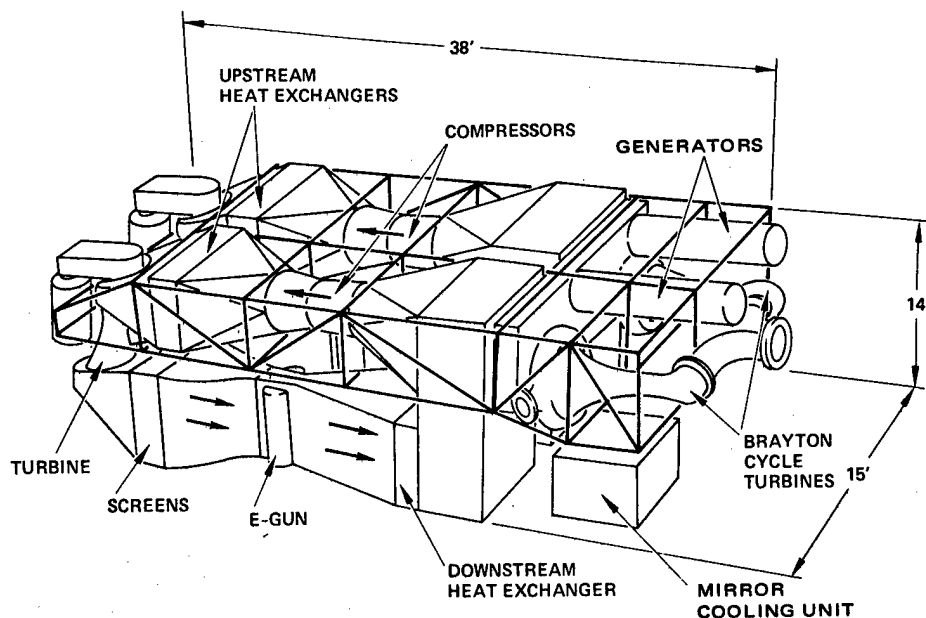 38'
UPSTREAM
HEAT EXCHANGERS
COMPRESSORS
GENERATORS
14
TURBINE
SCREENS
E-GUN
DOWNSTREAM
HEAT EXCHANGER
BRAYTON
CYCLE
TURBINES
15'
MIRROR
COOLING UNIT